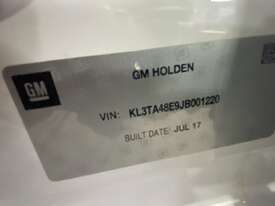 GM
GM HOLDEN
VIN: KL3TA48E9JB001220
BUILT DATE: JUL 17